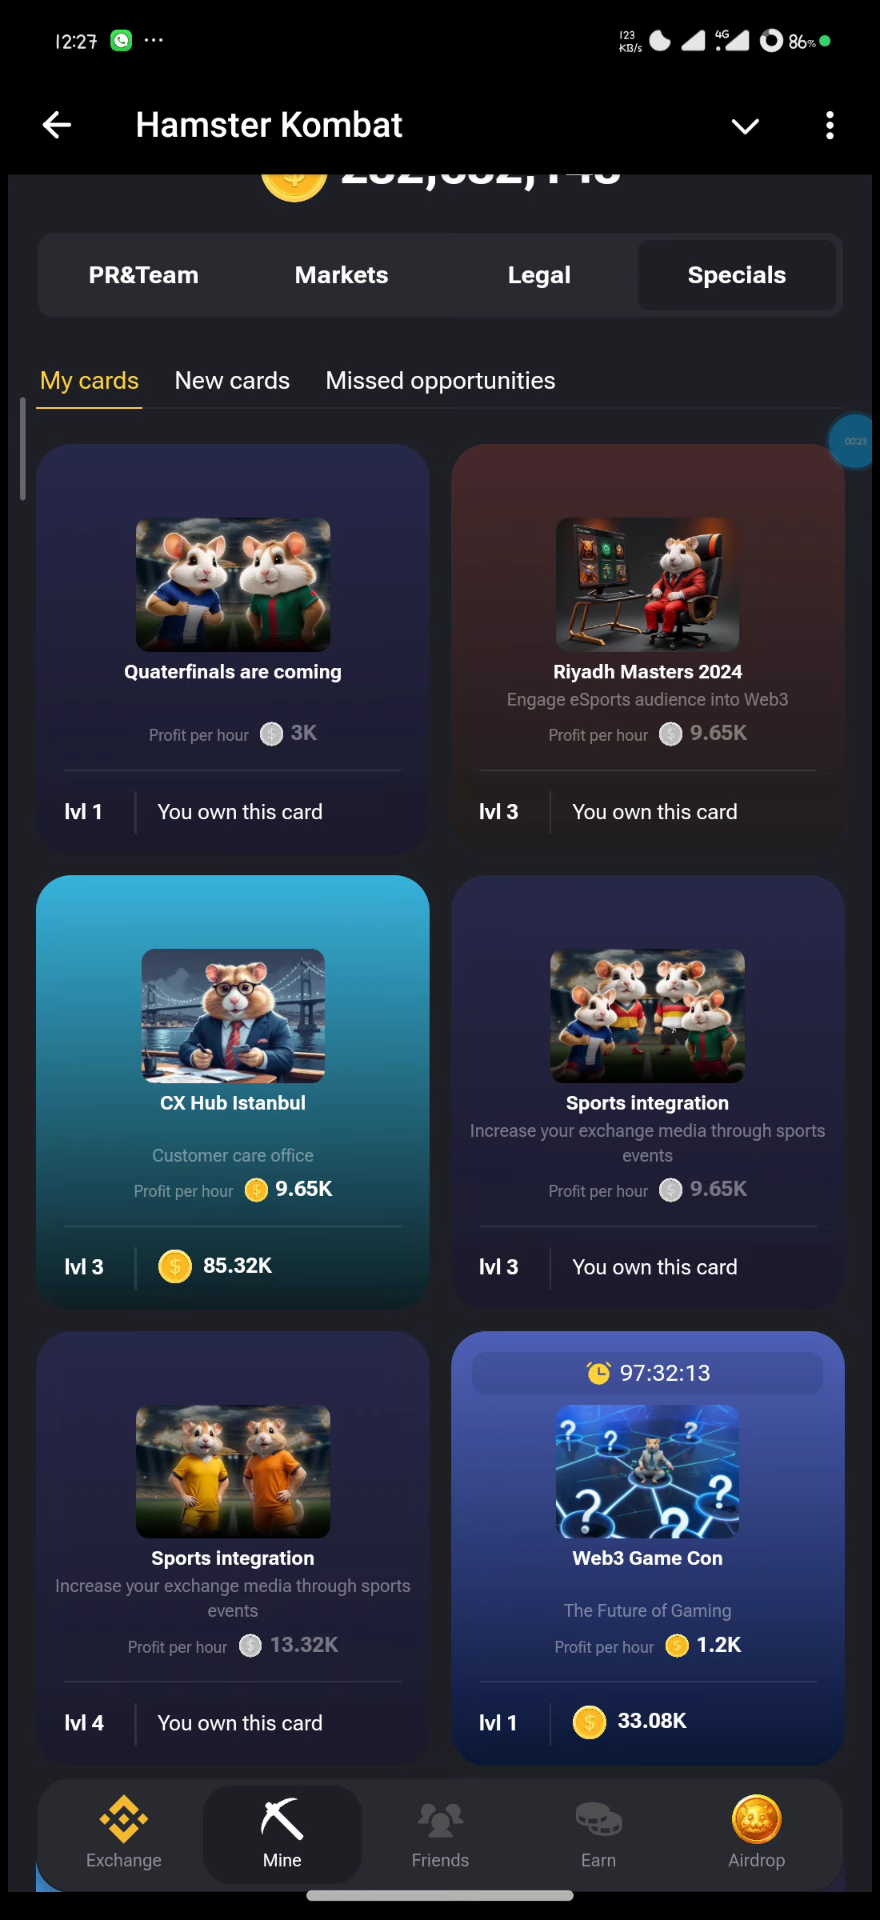 12:27
123
KB/s
4G
86%
Hamster Kombat
PR&Team
Markets
Legal
Specials
My cards
New cards
Missed opportunities
00:23
Quaterfinals are coming
Profit per hour 3K
lvl 1
You own this card
Riyadh Masters 2024
Engage eSports audience into Web3
Profit per hour 9.65K
lvl 3
You own this card
CX Hub Istanbul
Customer care office
Profit per hour 9.65K
lvl 3
85.32K
Sports integration
Increase your exchange media through sports
events
Profit per hour 9.65K
lvl 3
You own this card
Sports integration
Increase your exchange media through sports
events
Profit per hour 13.32K
lvl 4
You own this card
97:32:13
Web3 Game Con
The Future of Gaming
Profit per hour 1.2K
lvl 1
33.08K
Exchange
Mine
Friends
Earn
Airdrop